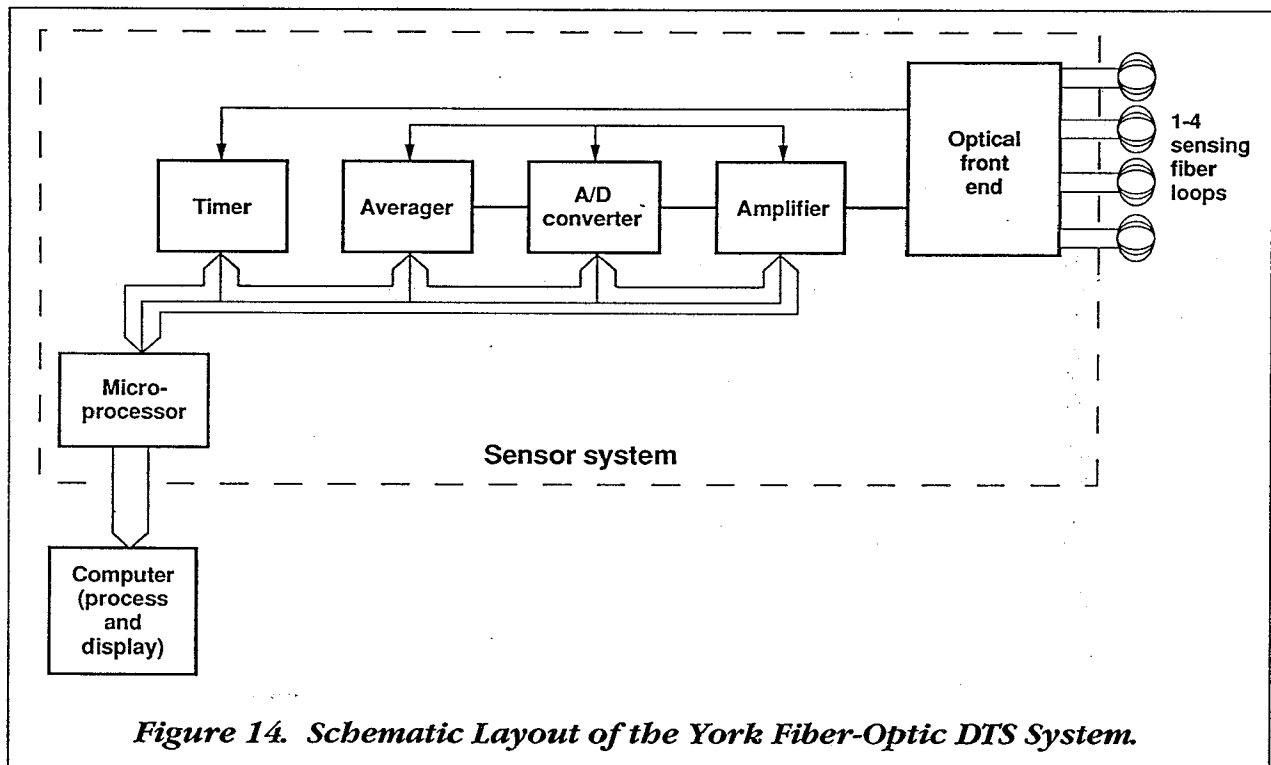 1-4
sensing
fiber
loops
Optical
front
end
Timer
Averager
A/D
converter
Amplifier
Micro-
processor
Sensor system
Computer
(process
and
display)
Figure 14. Schematic Layout of the York Fiber-Optic DTS System.